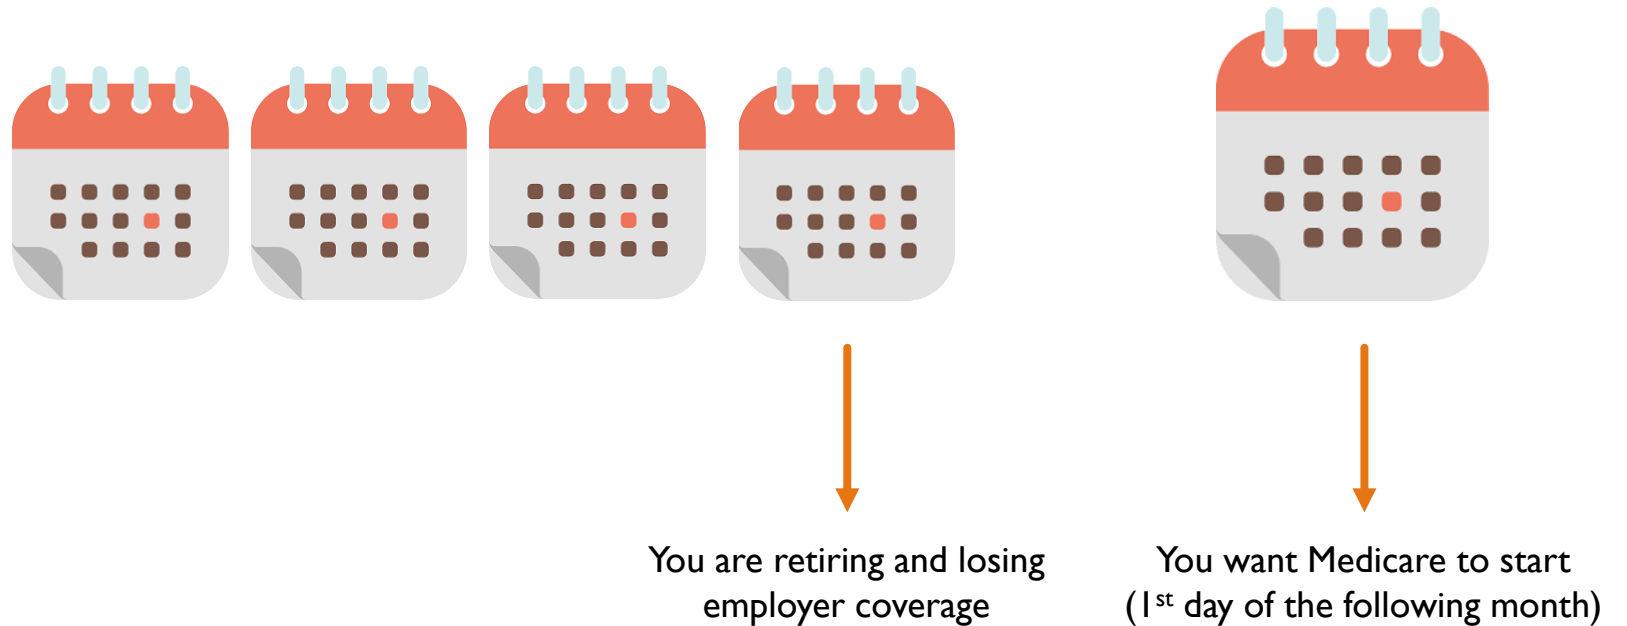 You are retiring and losing
employer coverage
You want Medicare to start
(1st day of the following month)